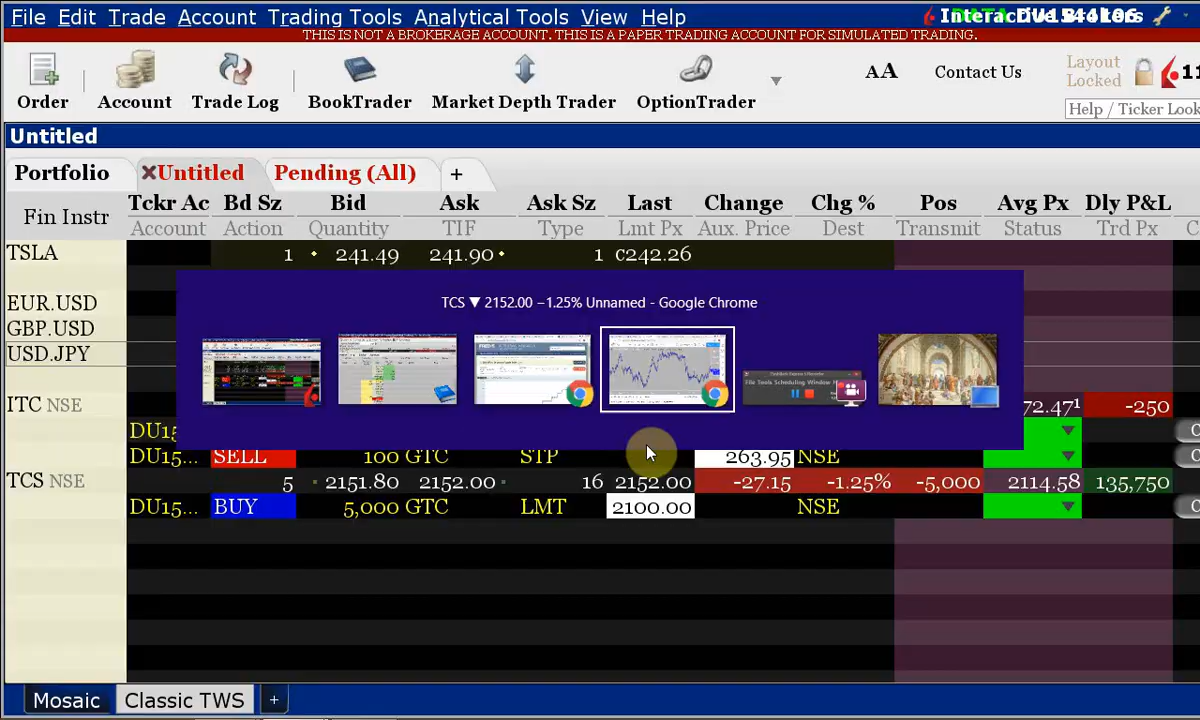 File Edit Trade Account Trading Tools Analytical Tools View Help
THIS IS NOT A BROKERAGE ACCOUNT. THIS IS A PAPER TRADING ACCOUNT FOR SIMULATED TRADING.
Order Account Trade Log BookTrader Market Depth Trader OptionTrader AA Contact Us Layout Locked 11
Help / Ticker Look
Untitled
Portfolio Untitled Pending (All) +
Fin Instr Tckr Ac Bd Sz Bid Ask Ask Sz Last Change Chg % Pos Avg Px Dly P&L
Account Action Quantity TIF Type Lmt Px Aux. Price Dest Transmit Status Trd Px C
TSLA 1 241.49 241.90 1 c242.26
EUR.USD
GBP.USD
USD.JPY
TCS ▼ 2152.00 −1.25% Unnamed - Google Chrome
ITC NSE 72.47¹ -250
DU15
DU15... SELL 100 GTC STP 263.95 NSE
TCS NSE 5 2151.80 2152.00 16 2152.00 -27.15 -1.25% -5,000 2114.58 135,750
DU15... BUY 5,000 GTC LMT 2100.00 NSE
Mosaic Classic TWS +